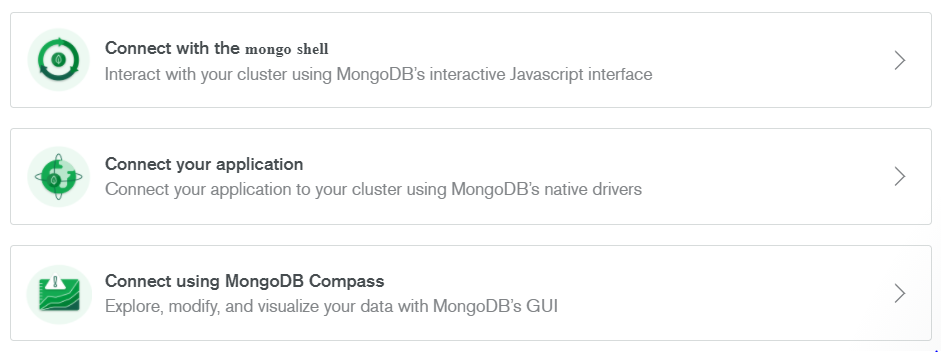 Connect with the mongo shell
Interact with your cluster using MongoDB's interactive Javascript interface
Connect your application
Connect your application to your cluster using MongoDB's native drivers
Connect using MongoDB Compass
Explore, modify, and visualize your data with MongoDB's GUI